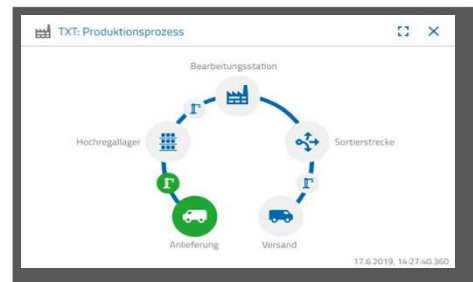 TXT: Produktionsprozess
Bearbeitungsstation
Hochregallager
Sortierstrecke
Anlieferung
Versand
17.6.2019, 14:27:40.360